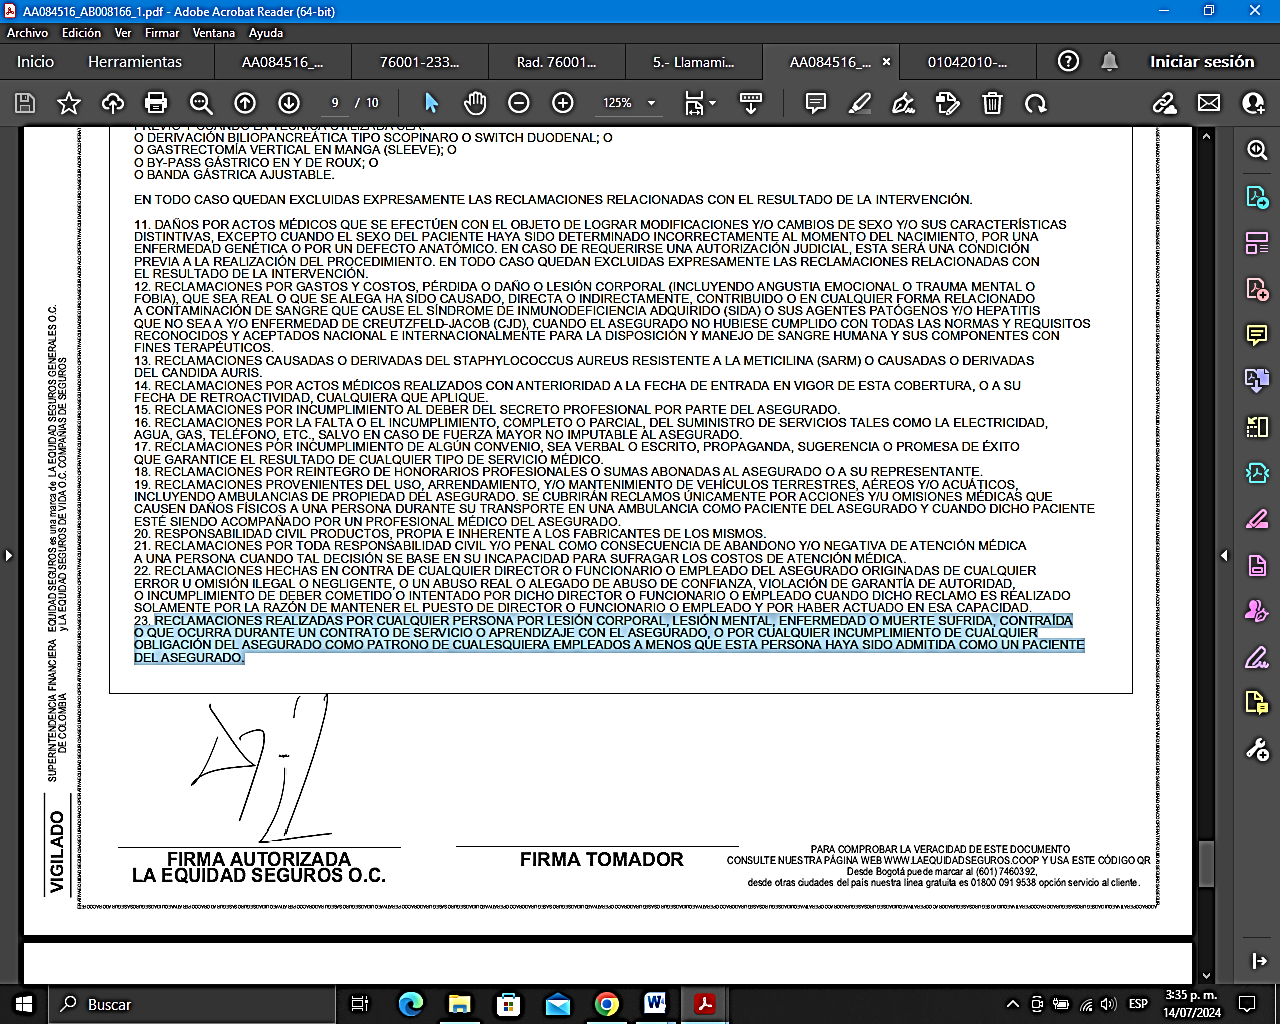 AA084516_AB008166_1.pdf - Adobe Acrobat Reader (64-bit)
Archivo Edición Ver Firmar Ventana Ayuda
Inicio Herramientas AA084516_... 76001-233... Rad. 76001... 5.- Llamami... AA084516_... × 01042010-... Iniciar sesión
9 / 10 125%
O DERIVACIÓN BILIOPANCREÁTICA TIPO SCOPINARO O SWITCH DUODENAL; O
O GASTRECTOMÍA VERTICAL EN MANGA (SLEEVE); O
O BY-PASS GÁSTRICO EN Y DE ROUX; O
O BANDA GÁSTRICA AJUSTABLE.
EN TODO CASO QUEDAN EXCLUIDAS EXPRESAMENTE LAS RECLAMACIONES RELACIONADAS CON EL RESULTADO DE LA INTERVENCIÓN.
11. DAÑOS POR ACTOS MÉDICOS QUE SE EFECTÚEN CON EL OBJETO DE LOGRAR MODIFICACIONES Y/O CAMBIOS DE SEXO Y/O SUS CARACTERÍSTICAS
DISTINTIVAS, EXCEPTO CUANDO EL SEXO DEL PACIENTE HAYA SIDO DETERMINADO INCORRECTAMENTE AL MOMENTO DEL NACIMIENTO, POR UNA
ENFERMEDAD GENÉTICA O POR UN DEFECTO ANATÓMICO. EN CASO DE REQUERIRSE UNA AUTORIZACIÓN JUDICIAL, ESTA SERÁ UNA CONDICIÓN
PREVIA A LA REALIZACIÓN DEL PROCEDIMIENTO. EN TODO CASO QUEDAN EXCLUIDAS EXPRESAMENTE LAS RECLAMACIONES RELACIONADAS CON
EL RESULTADO DE LA INTERVENCIÓN.
12. RECLAMACIONES POR GASTOS Y COSTOS, PÉRDIDA O DAÑO O LESIÓN CORPORAL (INCLUYENDO ANGUSTIA EMOCIONAL O TRAUMA MENTAL O
FOBIA), QUE SEA REAL O QUE SE ALEGA HA SIDO CAUSADO, DIRECTA O INDIRECTAMENTE, CONTRIBUIDO O EN CUALQUIER FORMA RELACIONADO
A CONTAMINACIÓN DE SANGRE QUE CAUSE EL SÍNDROME DE INMUNODEFICIENCIA ADQUIRIDO (SIDA) O SUS AGENTES PATÓGENOS Y/O HEPATITIS
QUE NO SEA A Y/O ENFERMEDAD DE CREUTZFELD-JACOB (CJD), CUANDO EL ASEGURADO NO HUBIESE CUMPLIDO CON TODAS LAS NORMAS Y REQUISITOS
RECONOCIDOS Y ACEPTADOS NACIONAL E INTERNACIONALMENTE PARA LA DISPOSICIÓN Y MANEJO DE SANGRE HUMANA Y SUS COMPONENTES CON
FINES TERAPÉUTICOS.
13. RECLAMACIONES CAUSADAS O DERIVADAS DEL STAPHYLOCOCCUS AUREUS RESISTENTE A LA METICILINA (SARM) O CAUSADAS O DERIVADAS
DEL CANDIDA AURIS.
14. RECLAMACIONES POR ACTOS MÉDICOS REALIZADOS CON ANTERIORIDAD A LA FECHA DE ENTRADA EN VIGOR DE ESTA COBERTURA, O A SU
FECHA DE RETROACTIVIDAD, CUALQUIERA QUE APLIQUE.
15. RECLAMACIONES POR INCUMPLIMIENTO AL DEBER DEL SECRETO PROFESIONAL POR PARTE DEL ASEGURADO.
16. RECLAMACIONES POR LA FALTA O EL INCUMPLIMIENTO, COMPLETO O PARCIAL, DEL SUMINISTRO DE SERVICIOS TALES COMO LA ELECTRICIDAD,
AGUA, GAS, TELÉFONO, ETC., SALVO EN CASO DE FUERZA MAYOR NO IMPUTABLE AL ASEGURADO.
17. RECLAMACIONES POR INCUMPLIMIENTO DE ALGÚN CONVENIO, SEA VERBAL O ESCRITO, PROPAGANDA, SUGERENCIA O PROMESA DE ÉXITO
QUE GARANTICE EL RESULTADO DE CUALQUIER TIPO DE SERVICIO MÉDICO.
18. RECLAMACIONES POR REINTEGRO DE HONORARIOS PROFESIONALES O SUMAS ABONADAS AL ASEGURADO O A SU REPRESENTANTE.
19. RECLAMACIONES PROVENIENTES DEL USO, ARRENDAMIENTO, Y/O MANTENIMIENTO DE VEHÍCULOS TERRESTRES, AÉREOS Y/O ACUÁTICOS,
INCLUYENDO AMBULANCIAS DE PROPIEDAD DEL ASEGURADO. SE CUBRIRÁN RECLAMOS ÚNICAMENTE POR ACCIONES Y/U OMISIONES MÉDICAS QUE
CAUSEN DAÑOS FÍSICOS A UNA PERSONA DURANTE SU TRANSPORTE EN UNA AMBULANCIA COMO PACIENTE DEL ASEGURADO Y CUANDO DICHO PACIENTE
ESTÉ SIENDO ACOMPAÑADO POR UN PROFESIONAL MÉDICO DEL ASEGURADO.
20. RESPONSABILIDAD CIVIL PRODUCTOS, PROPIA E INHERENTE A LOS FABRICANTES DE LOS MISMOS.
21. RECLAMACIONES POR TODA RESPONSABILIDAD CIVIL Y/O PENAL COMO CONSECUENCIA DE ABANDONO Y/O NEGATIVA DE ATENCIÓN MÉDICA
A UNA PERSONA CUANDO TAL DECISIÓN SE BASE EN SU INCAPACIDAD PARA SUFRAGAR LOS COSTOS DE ATENCIÓN MÉDICA.
22. RECLAMACIONES HECHAS EN CONTRA DE CUALQUIER DIRECTOR O FUNCIONARIO O EMPLEADO DEL ASEGURADO ORIGINADAS DE CUALQUIER
ERROR U OMISIÓN ILEGAL O NEGLIGENTE, O UN ABUSO REAL O ALEGADO DE ABUSO DE CONFIANZA, VIOLACIÓN DE GARANTÍA DE AUTORIDAD,
O INCUMPLIMIENTO DE DEBER COMETIDO O INTENTADO POR DICHO DIRECTOR O FUNCIONARIO O EMPLEADO CUANDO DICHO RECLAMO ES REALIZADO
SOLAMENTE POR LA RAZÓN DE MANTENER EL PUESTO DE DIRECTOR O FUNCIONARIO O EMPLEADO Y POR HABER ACTUADO EN ESA CAPACIDAD.
23. RECLAMACIONES REALIZADAS POR CUALQUIER PERSONA POR LESIÓN CORPORAL, LESIÓN MENTAL, ENFERMEDAD O MUERTE SUFRIDA, CONTRAÍDA
O QUE OCURRA DURANTE UN CONTRATO DE SERVICIO O APRENDIZAJE CON EL ASEGURADO, O POR CUALQUIER INCUMPLIMIENTO DE CUALQUIER
OBLIGACIÓN DEL ASEGURADO COMO PATRONO DE CUALESQUIERA EMPLEADOS A MENOS QUE ESTA PERSONA HAYA SIDO ADMITIDA COMO UN PACIENTE
DEL ASEGURADO.
VIGILADO
SUPERINTENDENCIA FINANCIERA
DE COLOMBIA
EQUIDAD SEGUROS es una marca de LA EQUIDAD SEGUROS GENERALES O.C.
y LA EQUIDAD SEGUROS DE VIDA O.C. COMPAÑIAS DE SEGUROS
FIRMA AUTORIZADA
LA EQUIDAD SEGUROS O.C.
FIRMA TOMADOR
PARA COMPROBAR LA VERACIDAD DE ESTE DOCUMENTO
CONSULTE NUESTRA PÁGINA WEB WWW.LAEQUIDADSEGUROS.COOP Y USA ESTE CÓDIGO QR
Desde Bogotá puede marcar al (601) 7460392,
desde otras ciudades del país nuestra línea gratuita es 01800 091 9538 opción servicio al cliente.
Buscar
ESP
3:35 p. m.
14/07/2024